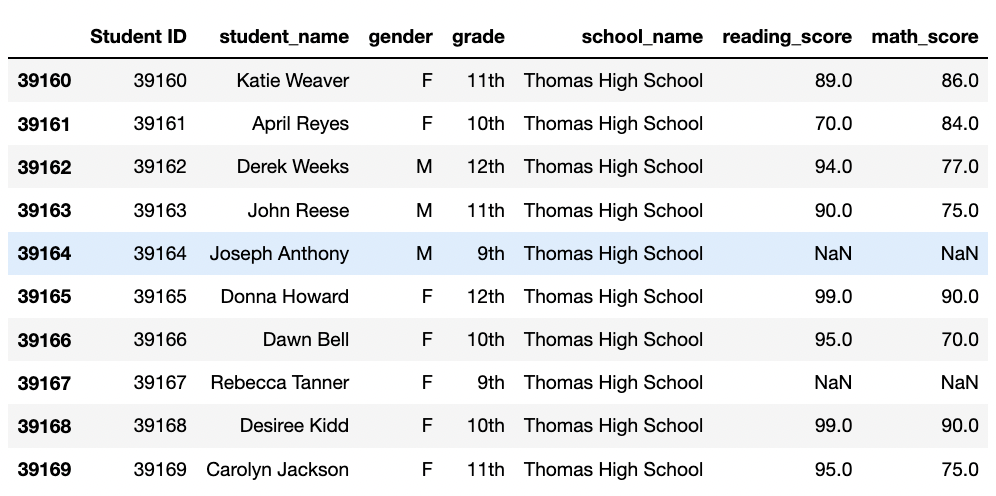 Student ID student_name gender grade school_name reading_score math_score
39160 39160 Katie Weaver F 11th Thomas High School 89.0 86.0
39161 39161 April Reyes F 10th Thomas High School 70.0 84.0
39162 39162 Derek Weeks M 12th Thomas High School 94.0 77.0
39163 39163 John Reese M 11th Thomas High School 90.0 75.0
39164 39164 Joseph Anthony M 9th Thomas High School NaN NaN
39165 39165 Donna Howard F 12th Thomas High School 99.0 90.0
39166 39166 Dawn Bell F 10th Thomas High School 95.0 70.0
39167 39167 Rebecca Tanner F 9th Thomas High School NaN NaN
39168 39168 Desiree Kidd F 10th Thomas High School 99.0 90.0
39169 39169 Carolyn Jackson F 11th Thomas High School 95.0 75.0